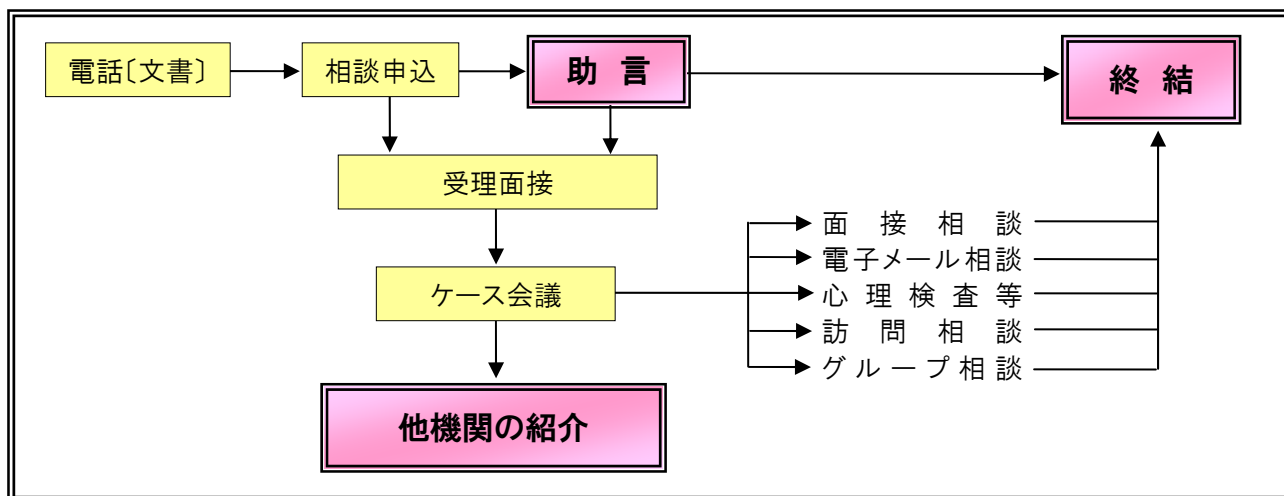 電話〔文書〕
相談申込
助言
終結
受理面接
面接相談
電子メール相談
ケース会議
心理検査等
訪問相談
グループ相談
他機関の紹介